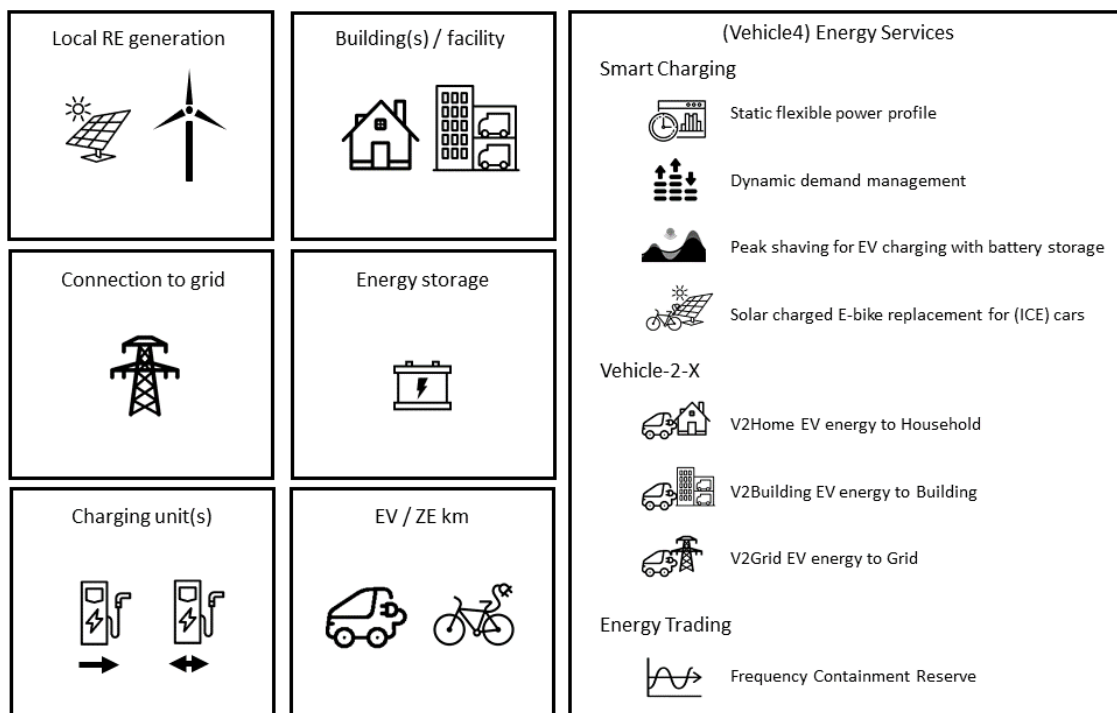 Local RE generation
Building(s) / facility
Connection to grid
Energy storage
Charging unit(s)
EV / ZE km
(Vehicle4) Energy Services
Smart Charging
Static flexible power profile
Dynamic demand management
Peak shaving for EV charging with battery storage
Solar charged E-bike replacement for (ICE) cars
Vehicle-2-X
V2Home EV energy to Household
V2Building EV energy to Building
V2Grid EV energy to Grid
Energy Trading
Frequency Containment Reserve